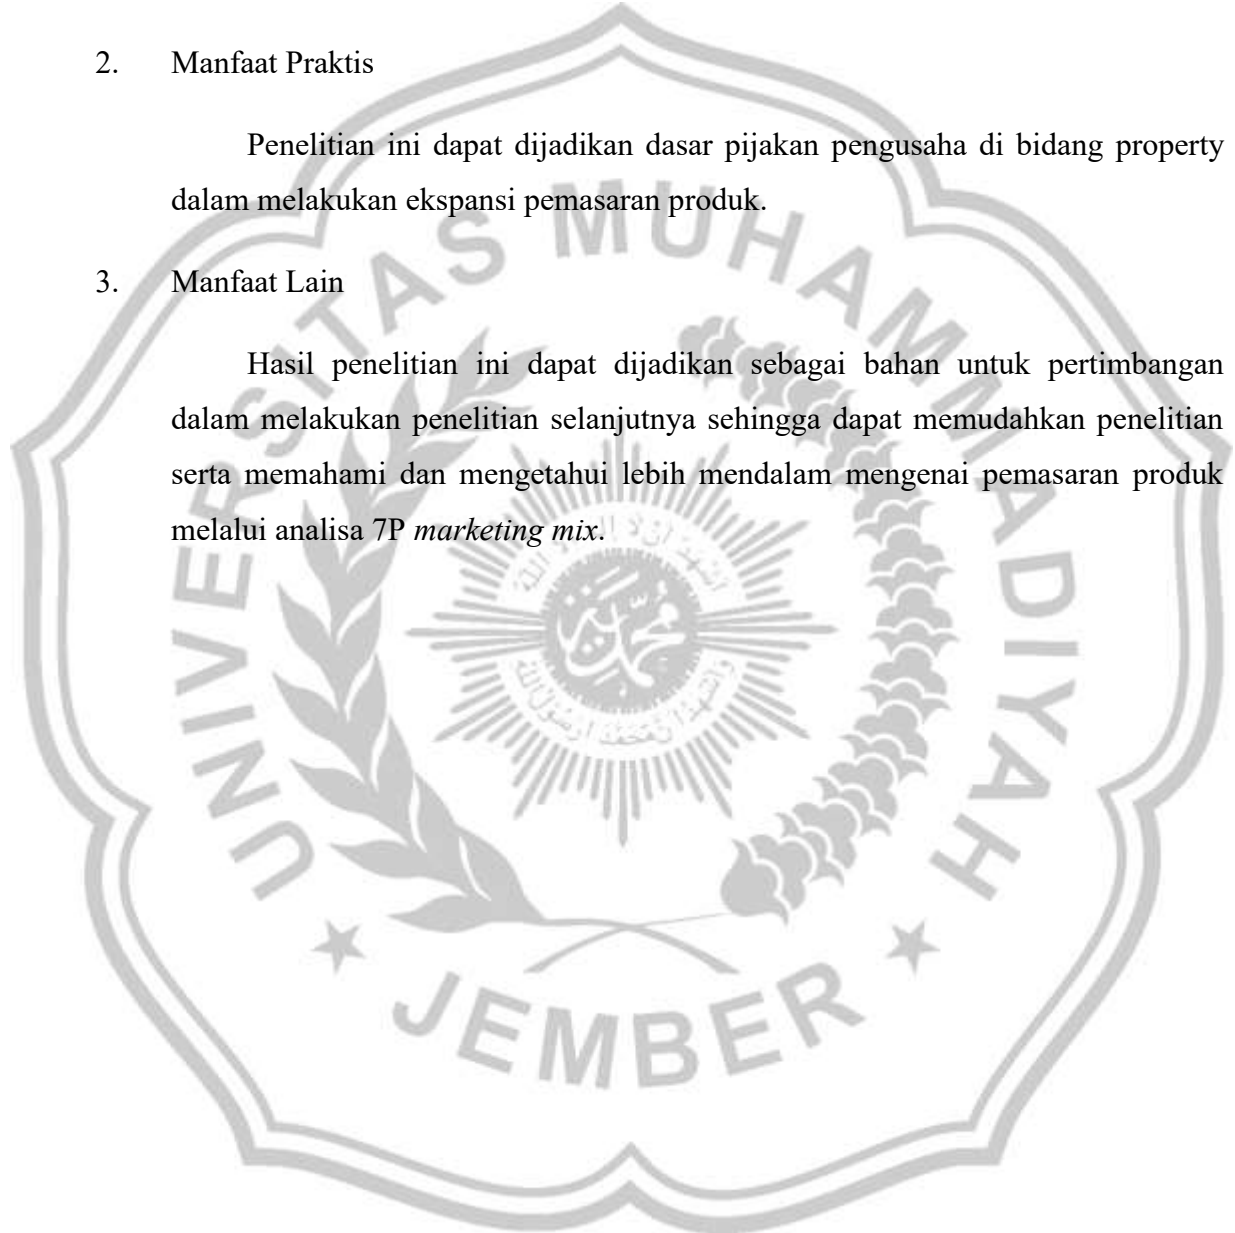 2. Manfaat Praktis
Penelitian ini dapat dijadikan dasar pijakan pengusaha di bidang property
dalam melakukan ekspansi pemasaran produk.
3. Manfaat Lain
Hasil penelitian ini dapat dijadikan sebagai bahan untuk pertimbangan
dalam melakukan penelitian selanjutnya sehingga dapat memudahkan penelitian
serta memahami dan mengetahui lebih mendalam mengenai pemasaran produk
melalui analisa 7P marketing mix.
UNIVERSITAS MUHAMMADIYAH
JEMBER